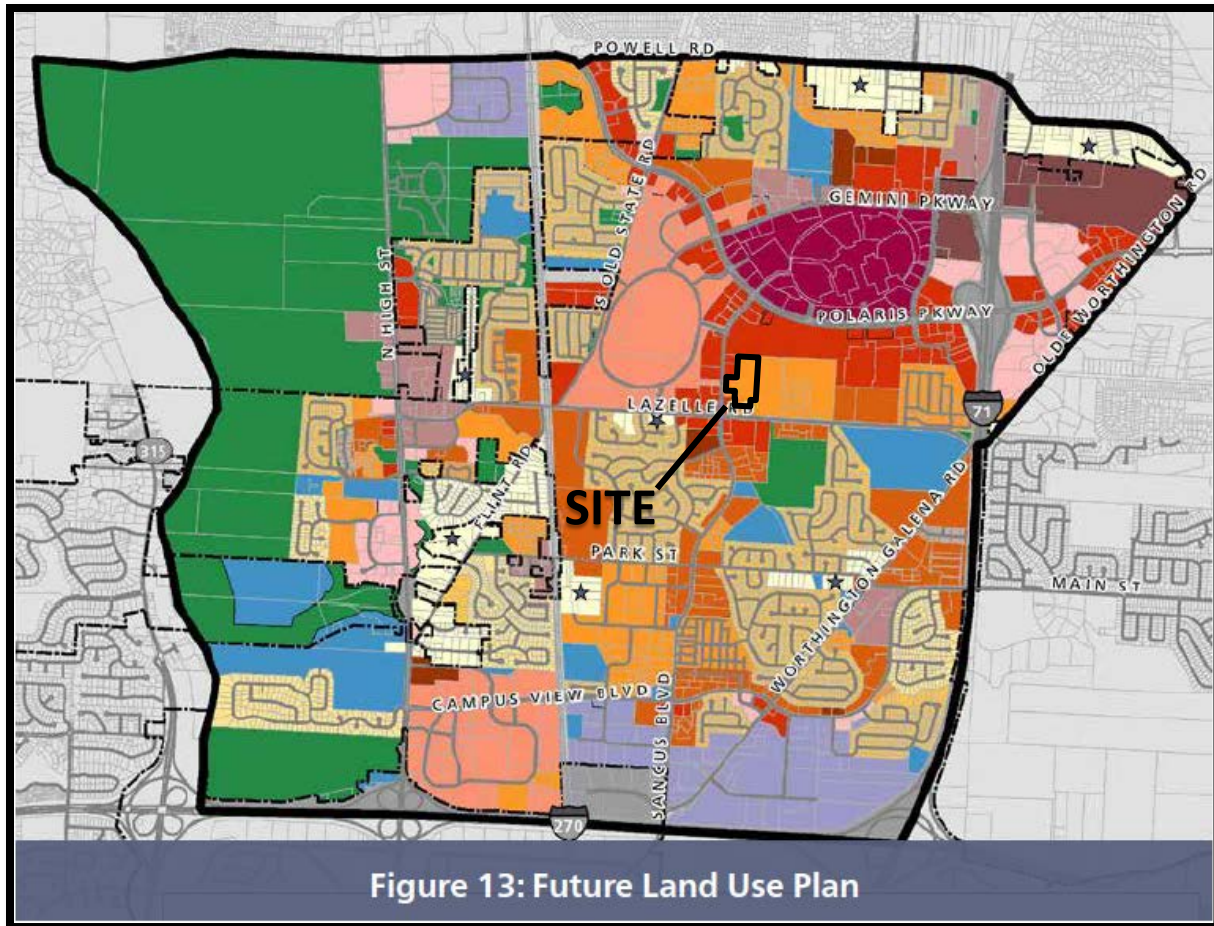 POWELL RD
S OLD STATE RD
GEMINI PKWAY
N HIGH ST
POLARIS PKWAY
OLDE WORTHINGTON RD
LAZELLE RD
71
315
FLINT RD
SITE
PARK ST
WORTHINGTON GALENA RD
MAIN ST
CAMPUS VIEW BLVD
SANCUS BLVD
270
Figure 13: Future Land Use Plan